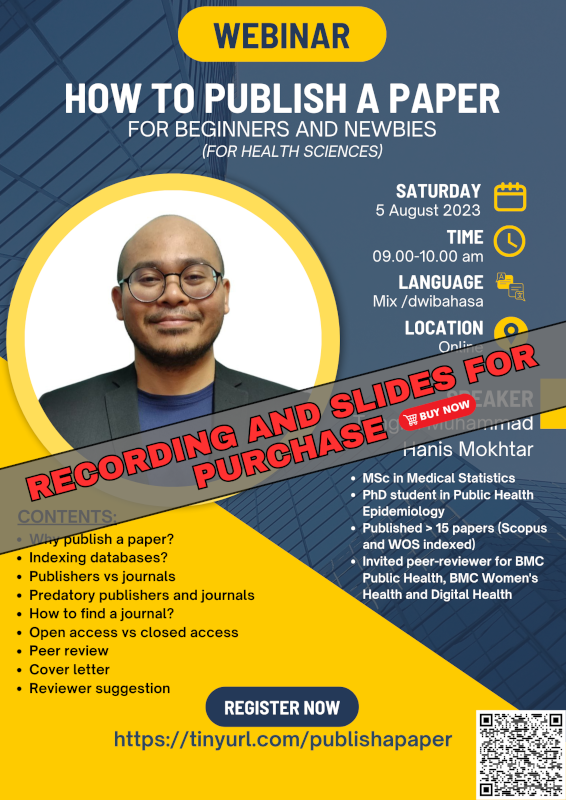 WEBINAR
HOW TO PUBLISH A PAPER
FOR BEGINNERS AND NEWBIES
(FOR HEALTH SCIENCES)
SATURDAY
5 August 2023
TIME
09.00-10.00 am
LANGUAGE
Mix /dwibahasa
LOCATION
Online
SPEAKER
Muhammad
Hanis Mokhtar
MSc in Medical Statistics
PhD student in Public Health
Epidemiology
Published > 15 papers (Scopus
and WOS indexed)
Invited peer-reviewer for BMC
Public Health, BMC Women's
Health and Digital Health
RECORDING AND SLIDES FOR
PURCHASE
BUY NOW
CONTENTS:
• Why publish a paper?
• Indexing databases?
• Publishers vs journals
• Predatory publishers and journals
• How to find a journal?
• Open access vs closed access
• Peer review
• Cover letter
• Reviewer suggestion
REGISTER NOW
https://tinyurl.com/publishapaper